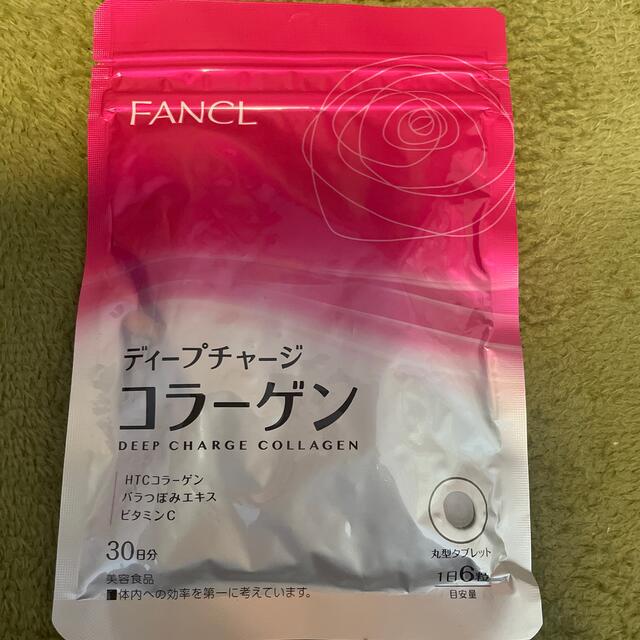 FANCL
ディープチャージ
コラーゲン
DEEP CHARGE COLLAGEN
HTCコラーゲン
バラつぼみエキス
ビタミンC
30日分
美容食品
■体内への効率を第一に考えています。
丸型タブレット
1日6粒
目安量